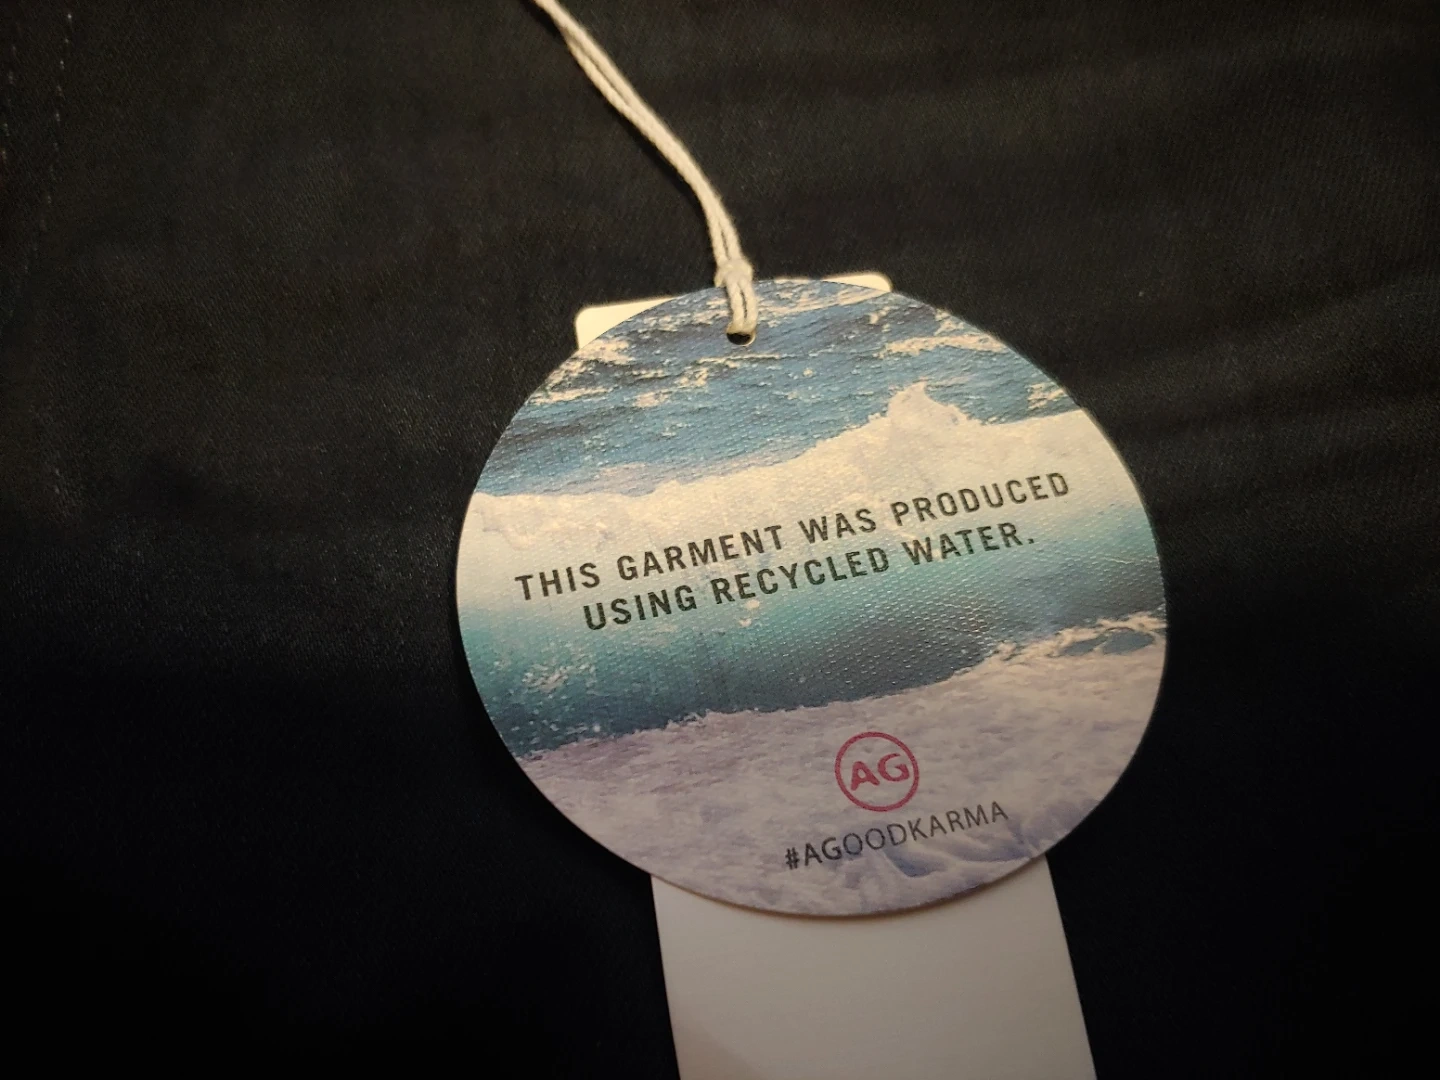 THIS GARMENT WAS PRODUCED
USING RECYCLED WATER.
AG
#AGOODKARMA